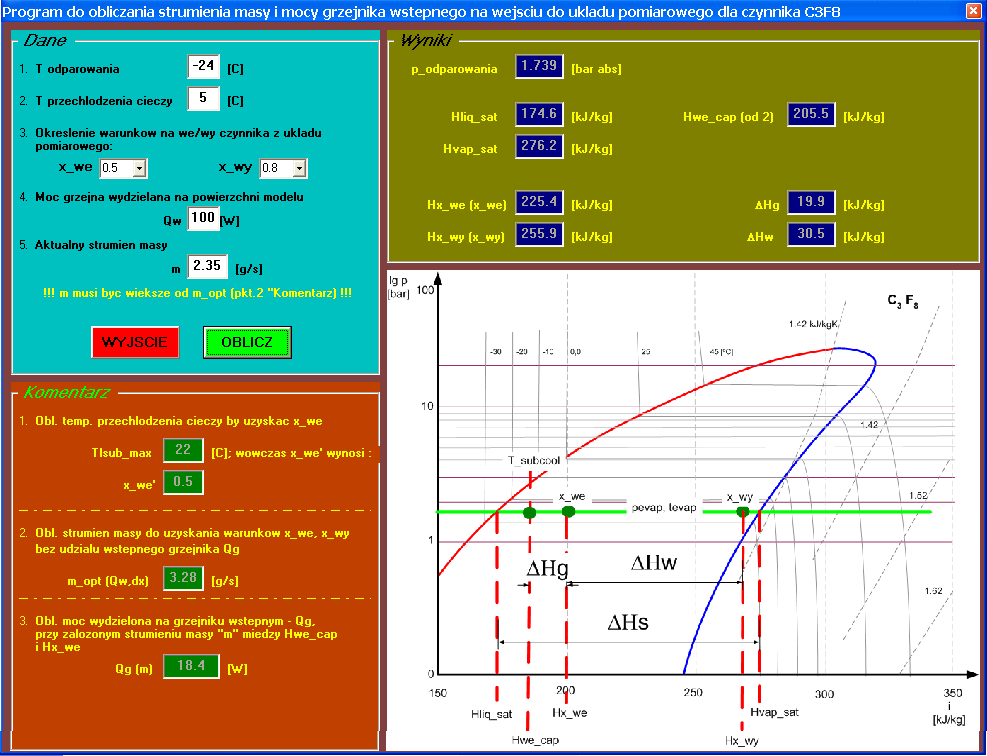 Program do obliczania strumienia masy i mocy grzejnika wstepnego na wejsciu do ukladu pomiarowego dla czynnika C3F8
Dane
1. T odparowania -24 [C]
2. T przechlodzenia cieczy 5 [C]
3. Okreslenie warunkow na we/wy czynnika z ukladu
pomiarowego:
x_we 0.5 x_wy 0.8
4. Moc grzejna wydzielana na powierzchni modelu
Qw 100 [W]
5. Aktualny strumien masy
m 2.35 [g/s]
!!! m musi byc wieksze od m_opt (pkt.2 "Komentarz) !!!
WYJSCIE OBLICZ
Komentarz
1. Obl. temp. przechlodzenia cieczy by uzyskac x_we
Tlsub_max 22 [C]; wowczas x_we' wynosi :
x_we' 0.5
2. Obl. strumien masy do uzyskania warunkow x_we, x_wy
bez udzialu wstepnego grzejnika Qg
m_opt (Qw,dx) 3.28 [g/s]
3. Obl. moc wydzielona na grzejniku wstepnym - Qg,
przy zalozonym strumieniu masy "m" miedzy Hwe_cap
i Hx_we
Qg (m) 18.4 [W]
Wyniki
p_odparowania 1.739 [bar abs]
Hliq_sat 174.6 [kJ/kg] Hwe_cap (od 2) 205.5 [kJ/kg]
Hvap_sat 276.2 [kJ/kg]
Hx_we (x_we) 225.4 [kJ/kg] ΔHg 19.9 [kJ/kg]
Hx_wy (x_wy) 255.9 [kJ/kg] ΔHw 30.5 [kJ/kg]
lg p
[bar]
100
C3 F8
1.42 kJ/kgK
-30 -20 -10 0,0 25 45 [°C]
10
1.42
T_subcool
x_we x_wy
1.52
pevap, tevap
1
ΔHg ΔHw
1.62
ΔHs
0
150 200 250 300 350
i
[kJ/kg]
Hliq_sat Hx_we Hvap_sat
Hwe_cap Hx_wy